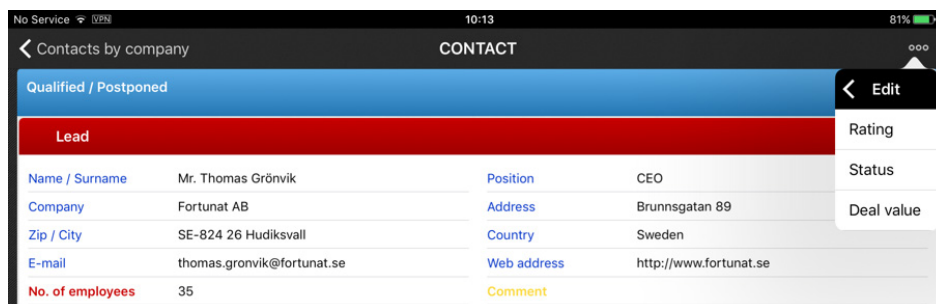 No Service VPN 10:13 81%
Contacts by company CONTACT ooo
Qualified / Postponed
Edit
Lead
Rating
Status
Deal value
Name / Surname Mr. Thomas Grönvik Position CEO
Company Fortunat AB Address Brunnsgatan 89
Zip / City SE-824 26 Hudiksvall Country Sweden
E-mail thomas.gronvik@fortunat.se Web address http://www.fortunat.se
No. of employees 35 Comment